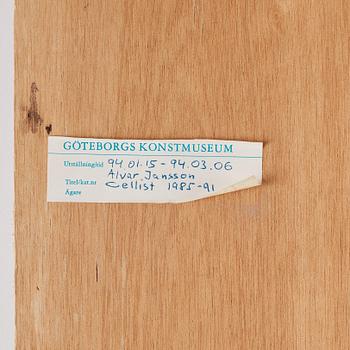 GÖTEBORGS KONSTMUSEUM
Utställningstid 94 01.15 - 94.03.06
Alvar Jansson
Titel/kat.nr Cellist 1985-91
Ägare